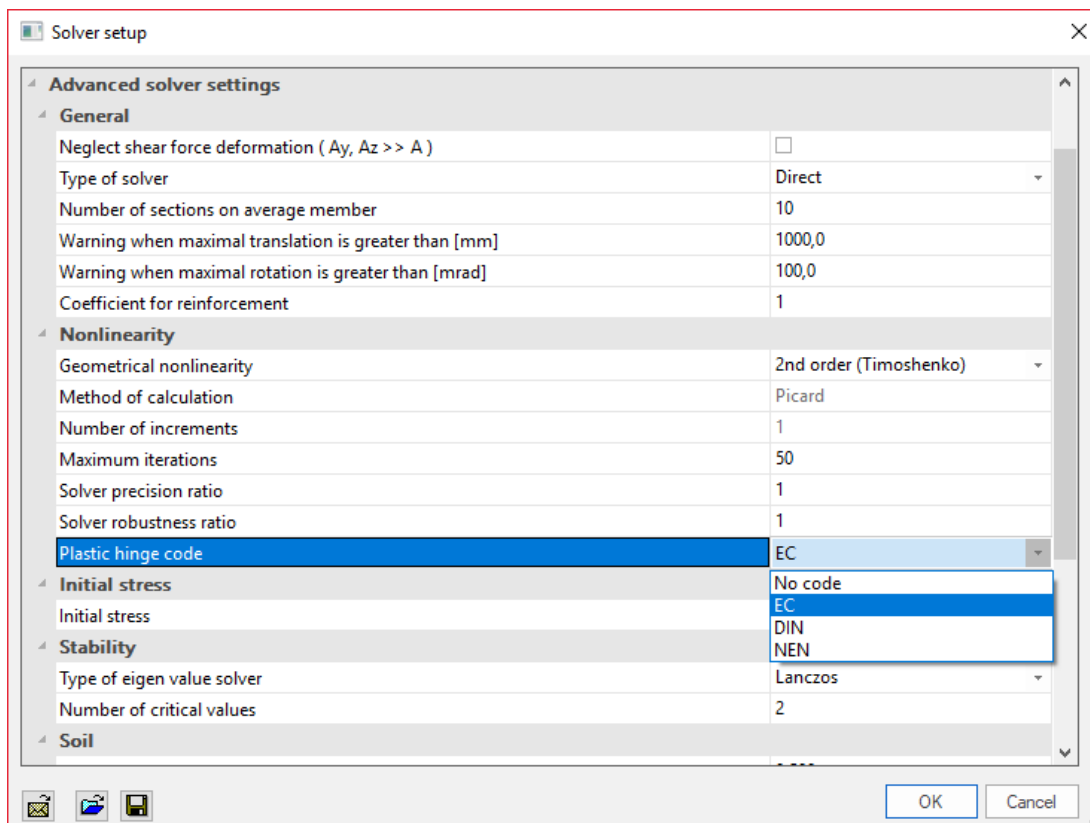 Solver setup
Advanced solver settings
General
Neglect shear force deformation ( Ay, Az >> A )
Type of solver Direct
Number of sections on average member 10
Warning when maximal translation is greater than [mm] 1000,0
Warning when maximal rotation is greater than [mrad] 100,0
Coefficient for reinforcement 1
Nonlinearity
Geometrical nonlinearity 2nd order (Timoshenko)
Method of calculation Picard
Number of increments 1
Maximum iterations 50
Solver precision ratio 1
Solver robustness ratio 1
Plastic hinge code EC
No code
EC
DIN
NEN
Initial stress
Initial stress
Stability
Type of eigen value solver Lanczos
Number of critical values 2
Soil
OK Cancel